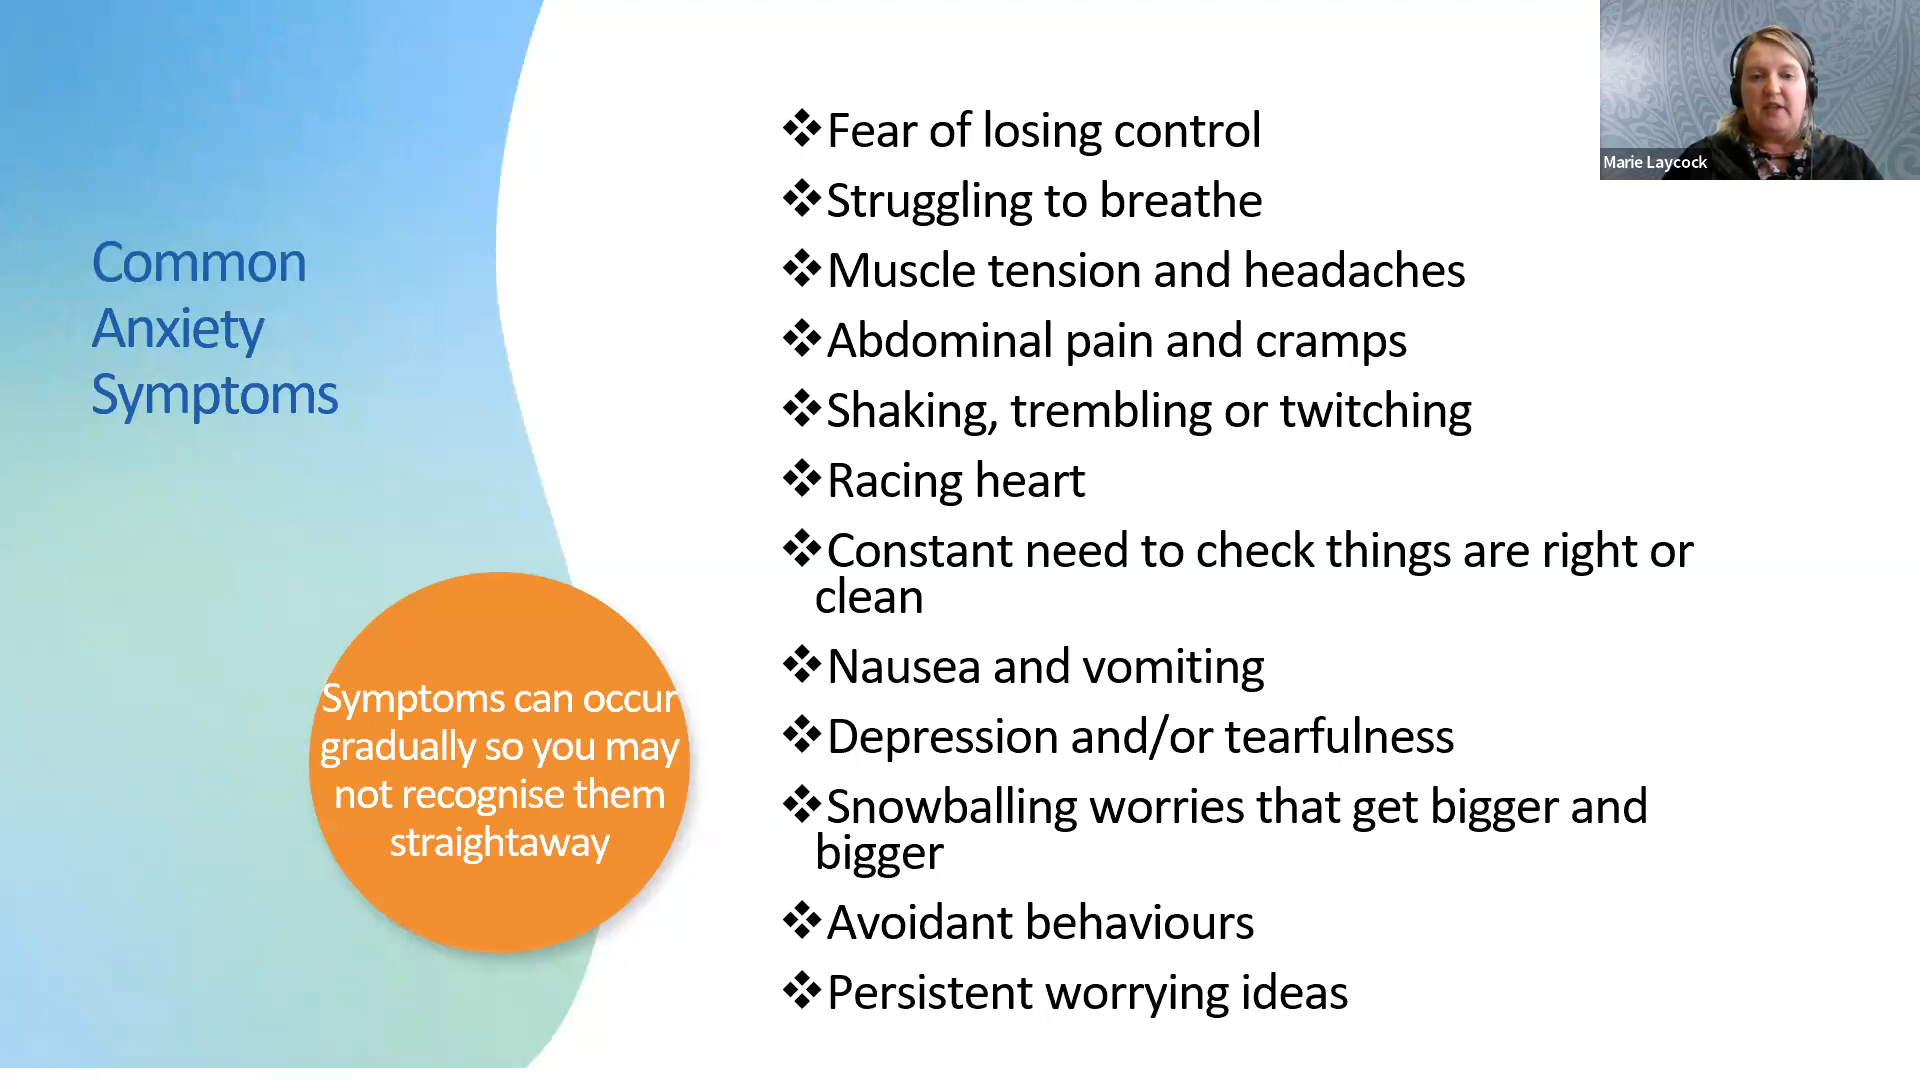 Common
Anxiety
Symptoms
Symptoms can occur
gradually so you may
not recognise them
straightaway
❖Fear of losing control
❖Struggling to breathe
❖Muscle tension and headaches
❖Abdominal pain and cramps
❖Shaking, trembling or twitching
❖Racing heart
❖Constant need to check things are right or
clean
❖Nausea and vomiting
❖Depression and/or tearfulness
❖Snowballing worries that get bigger and
bigger
❖Avoidant behaviours
❖Persistent worrying ideas
Marie Laycock